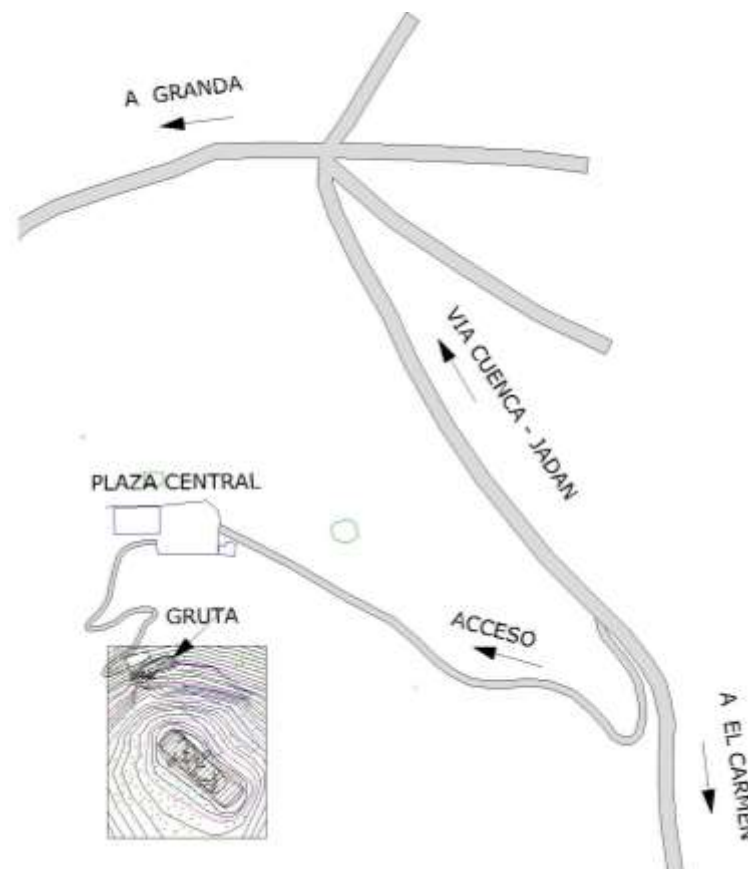 A GRANDA
VIA CUENCA - JADAN
PLAZA CENTRAL
GRUTA
ACCESO
A EL CARMEN